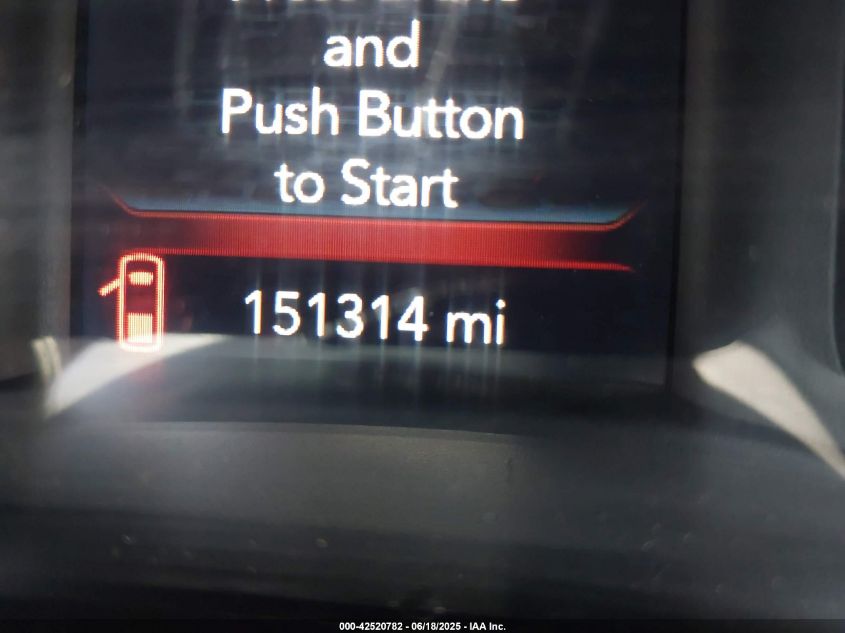 and
Push Button
to Start
151314 mi
000-42520782 - 06/18/2025 - IAA Inc.